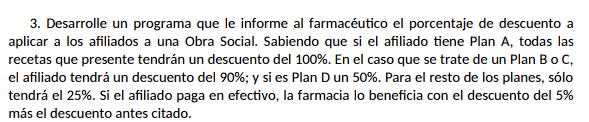 3. Desarrolle un programa que le informe al farmacéutico el porcentaje de descuento a
aplicar a los afiliados a una Obra Social. Sabiendo que si el afiliado tiene Plan A, todas las
recetas que presente tendrán un descuento del 100%. En el caso que se trate de un Plan B o C,
el afiliado tendrá un descuento del 90%; y si es Plan D un 50%. Para el resto de los planes, sólo
tendrá el 25%. Si el afiliado paga en efectivo, la farmacia lo beneficia con el descuento del 5%
más el descuento antes citado.